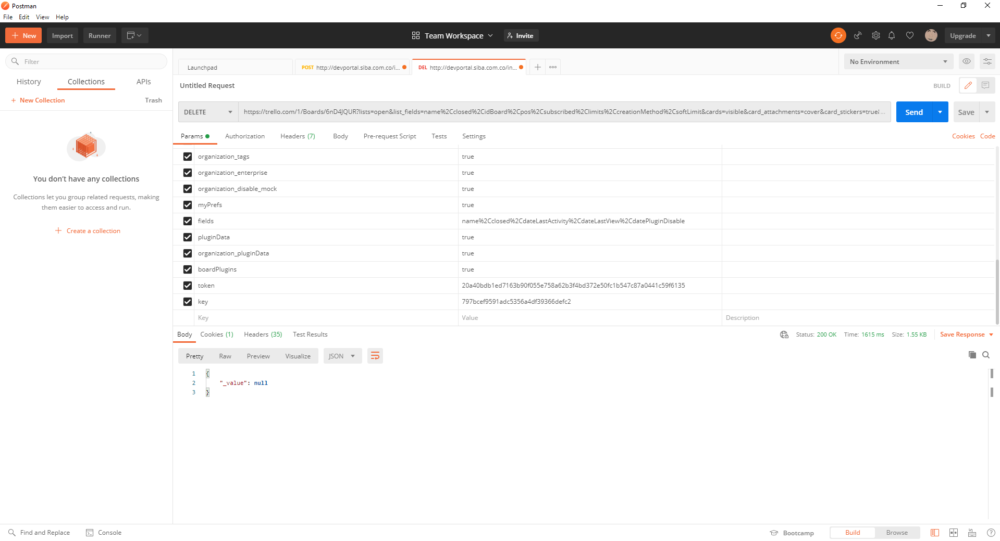 Postman
File Edit View Help
New Import Runner Team Workspace Invite Upgrade
Filter
History Collections APIs
New Collection Trash
You don't have any collections
Collections let you group related requests, making
them easier to access and run.
Create a collection
Launchpad POST http://devportal.siba.com.co/i... DEL http://devportal.siba.com.co/in... No Environment
Untitled Request BUILD
DELETE https://trello.com/1/Boards/6nD4JQUR?lists=open&list_fields=name%2Cclosed%2CidBoard%2Cpos%2Csubscribed%2Climits%2CcreationMethod%2CsoftLimit&cards=visible&card_attachments=cover&card_stickers=true& ... Send Save
Params Authorization Headers (7) Body Pre-request Script Tests Settings Cookies Code
organization_tags true
organization_enterprise true
organization_disable_mock true
myPrefs true
fields name%2Cclosed%2CdateLastActivity%2CdateLastView%2CdatePluginDisable
pluginData true
organization_pluginData true
boardPlugins true
token 20a40bdb1ed7163b90f055e758a62b3f4bd372e50fc1b547c87a0441c59f6135
key 797bcef9591adc5356a4df39366defc2
Key Value Description
Body Cookies (1) Headers (35) Test Results Status: 200 OK Time: 1615 ms Size: 1.55 KB Save Response
Pretty Raw Preview Visualize JSON
1 {
2 "_value": null
3 }
Find and Replace Console Bootcamp Build Browse